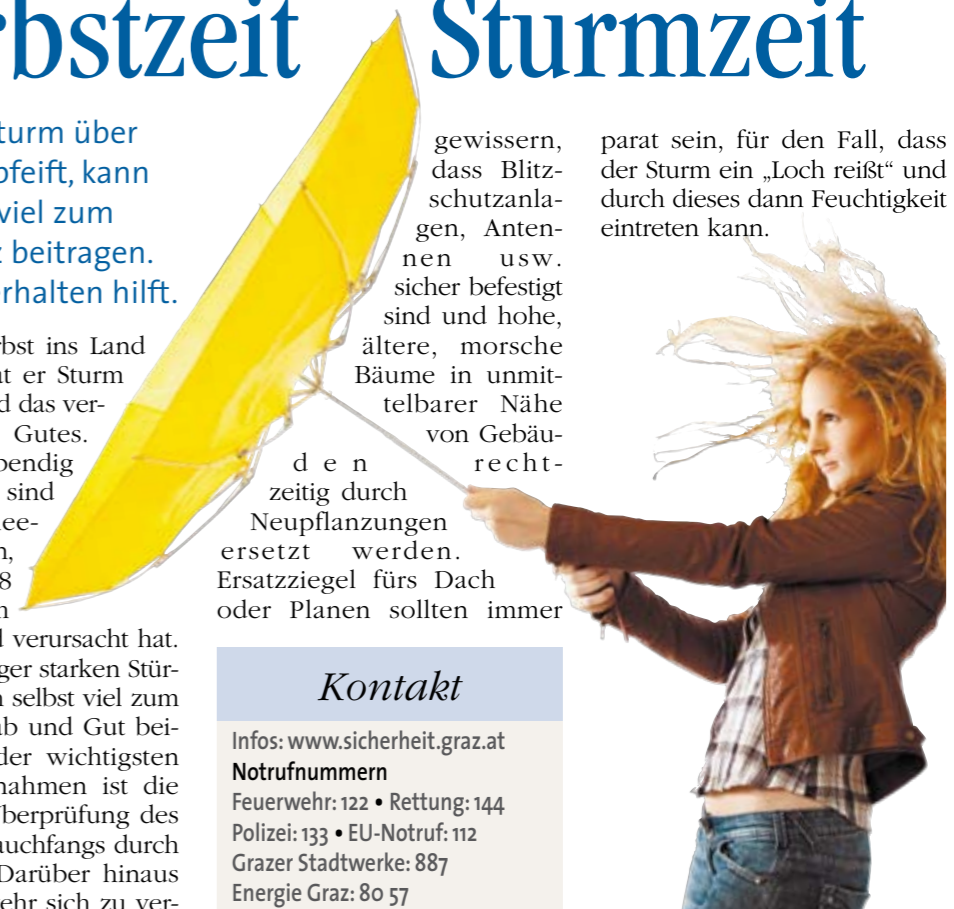 rbstzeit Sturmzeit
turm über
pfeift, kann
viel zum
z beitragen.
erhalten hilft.
rbst ins Land
at er Sturm
d das ver-
Gutes.
bendig
sind
nee-
n,
8
n
d verursacht hat.
ger starken Stür-
n selbst viel zum
ab und Gut bei-
der wichtigsten
nahmen ist die
Überprüfung des
auchfangs durch
Darüber hinaus
ehr sich zu ver-
gewissern,
dass Blitz-
schutzanla-
gen, Anten-
nen usw.
sicher befestigt
sind und hohe,
ältere, morsche
Bäume in unmit-
telbarer Nähe
von Gebäu-
den recht-
zeitig durch
Neupflanzungen
ersetzt werden.
Ersatzziegel fürs Dach
oder Planen sollten immer
parat sein, für den Fall, dass
der Sturm ein „Loch reißt“ und
durch dieses dann Feuchtigkeit
eintreten kann.
Kontakt
Infos: www.sicherheit.graz.at
Notrufnummern
Feuerwehr: 122 • Rettung: 144
Polizei: 133 • EU-Notruf: 112
Grazer Stadtwerke: 887
Energie Graz: 80 57